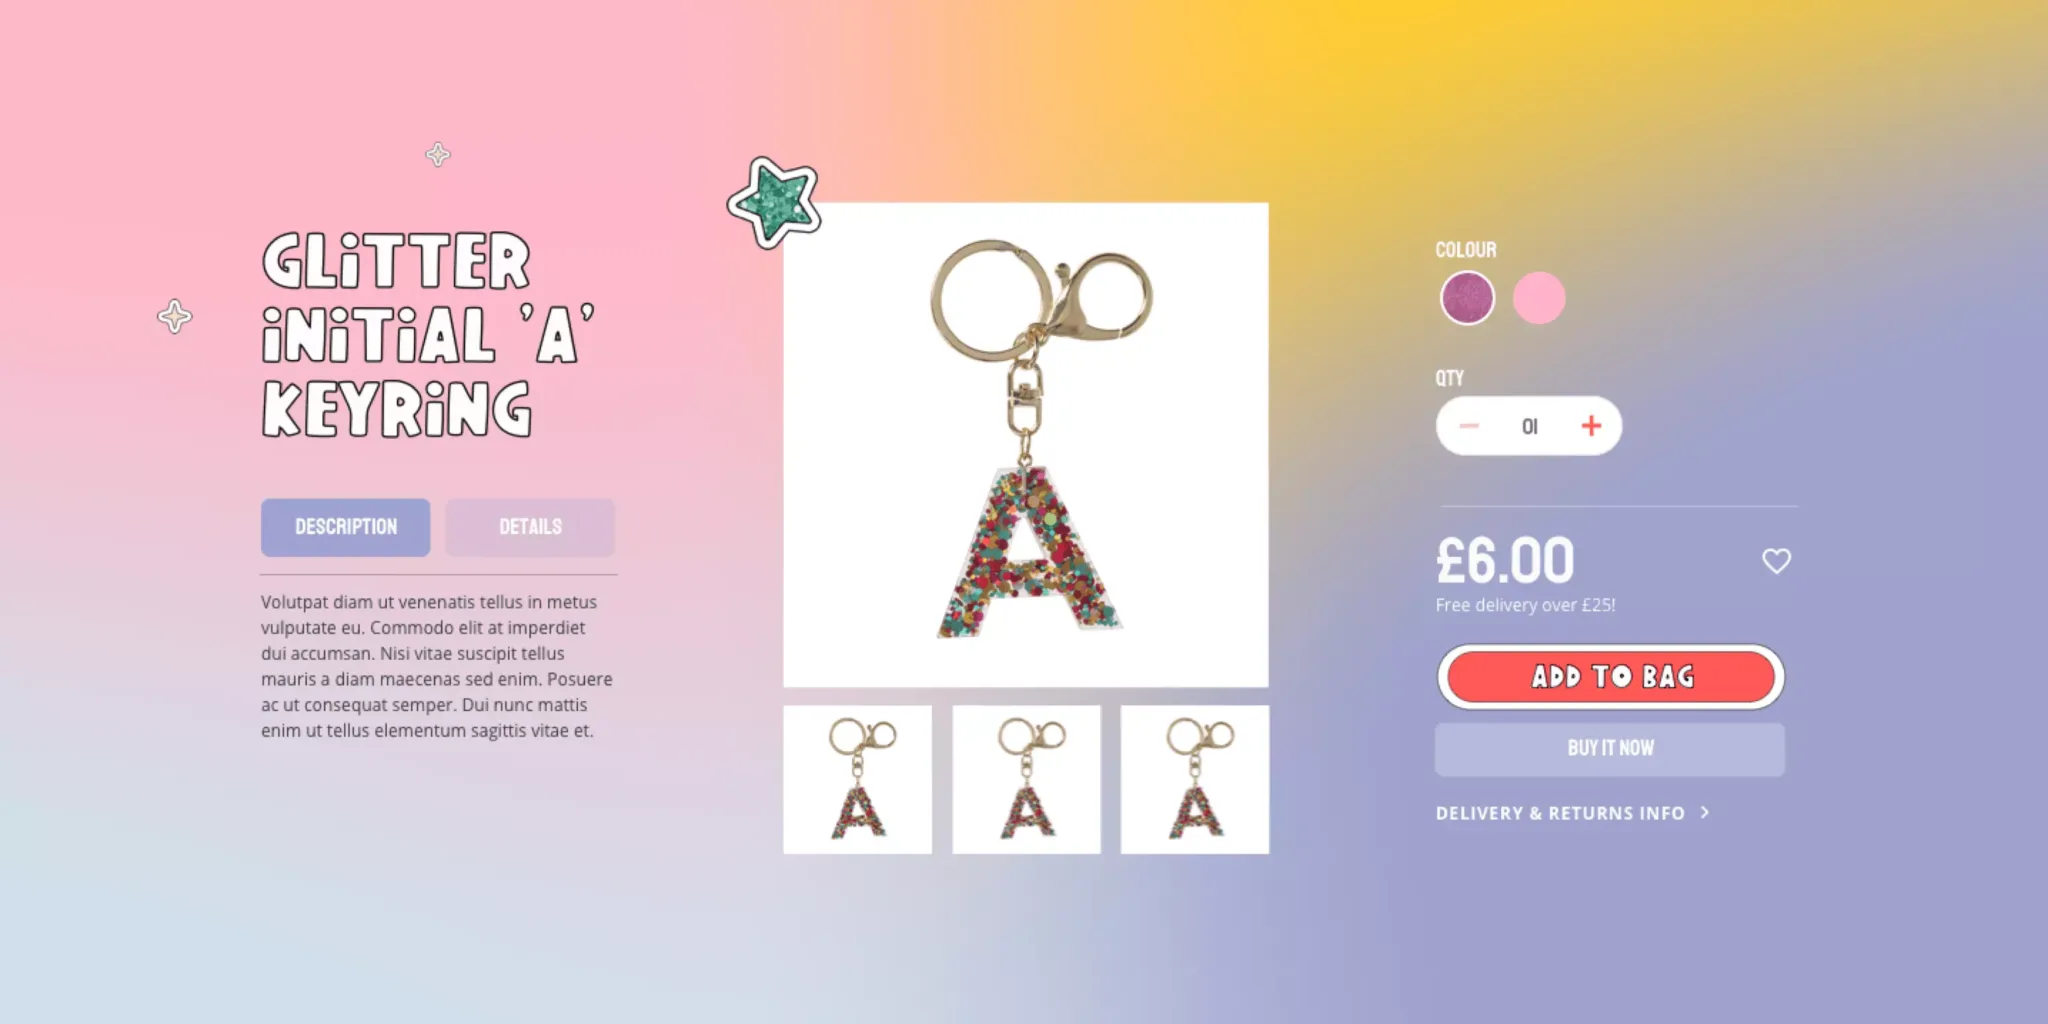 GLiTTER
iNiTiAL 'A'
KEYRiNG
DESCRIPTION
DETAILS
Volutpat diam ut venenatis tellus in metus
vulputate eu. Commodo elit at imperdiet
dui accumsan. Nisi vitae suscipit tellus
mauris a diam maecenas sed enim. Posuere
ac ut consequat semper. Dui nunc mattis
enim ut tellus elementum sagittis vitae et.
A
COLOUR
QTY
01
£6.00
Free delivery over £25!
ADD TO BAG
BUY IT NOW
DELIVERY & RETURNS INFO